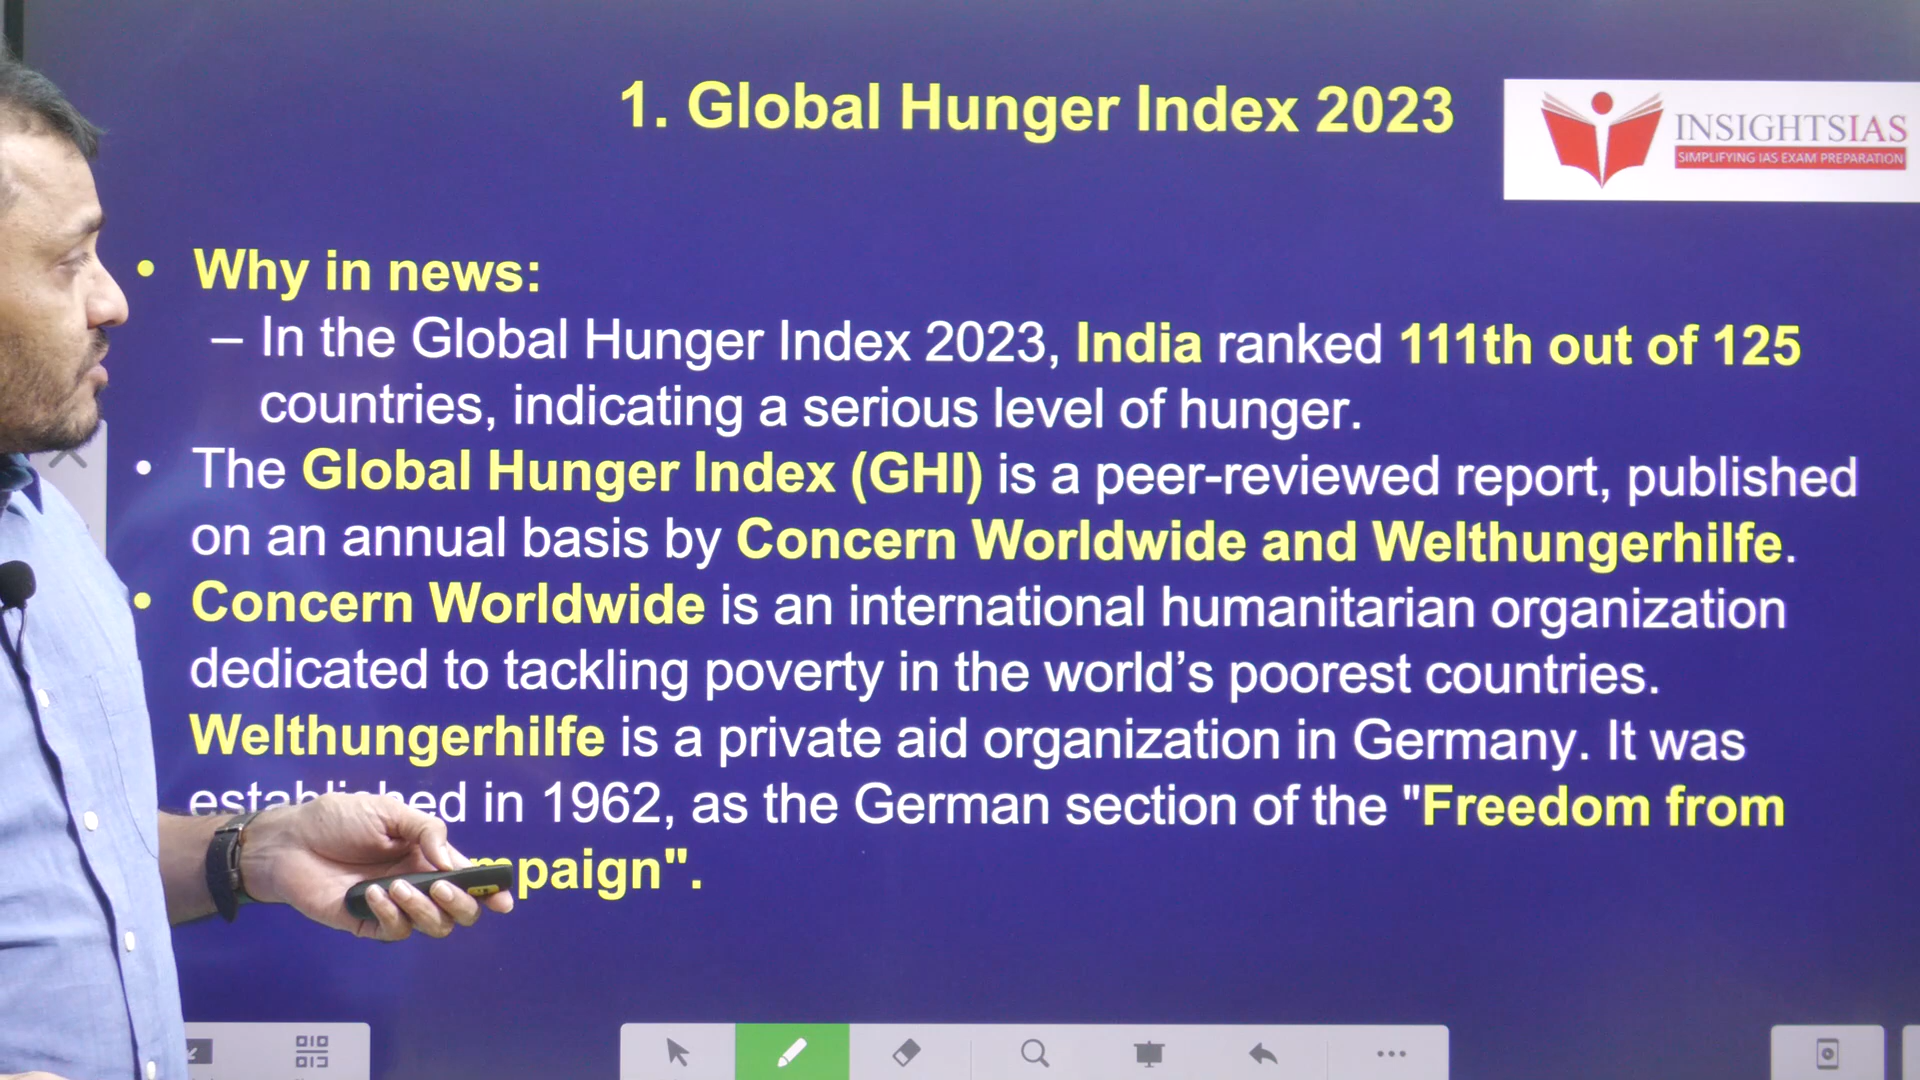 1. Global Hunger Index 2023
INSIGHTSIAS
SIMPLIFYING IAS EXAM PREPARATION
• Why in news:
– In the Global Hunger Index 2023, India ranked 111th out of 125
countries, indicating a serious level of hunger.
• The Global Hunger Index (GHI) is a peer-reviewed report, published
on an annual basis by Concern Worldwide and Welthungerhilfe.
• Concern Worldwide is an international humanitarian organization
dedicated to tackling poverty in the world’s poorest countries.
Welthungerhilfe is a private aid organization in Germany. It was
established in 1962, as the German section of the "Freedom from
mpaign".